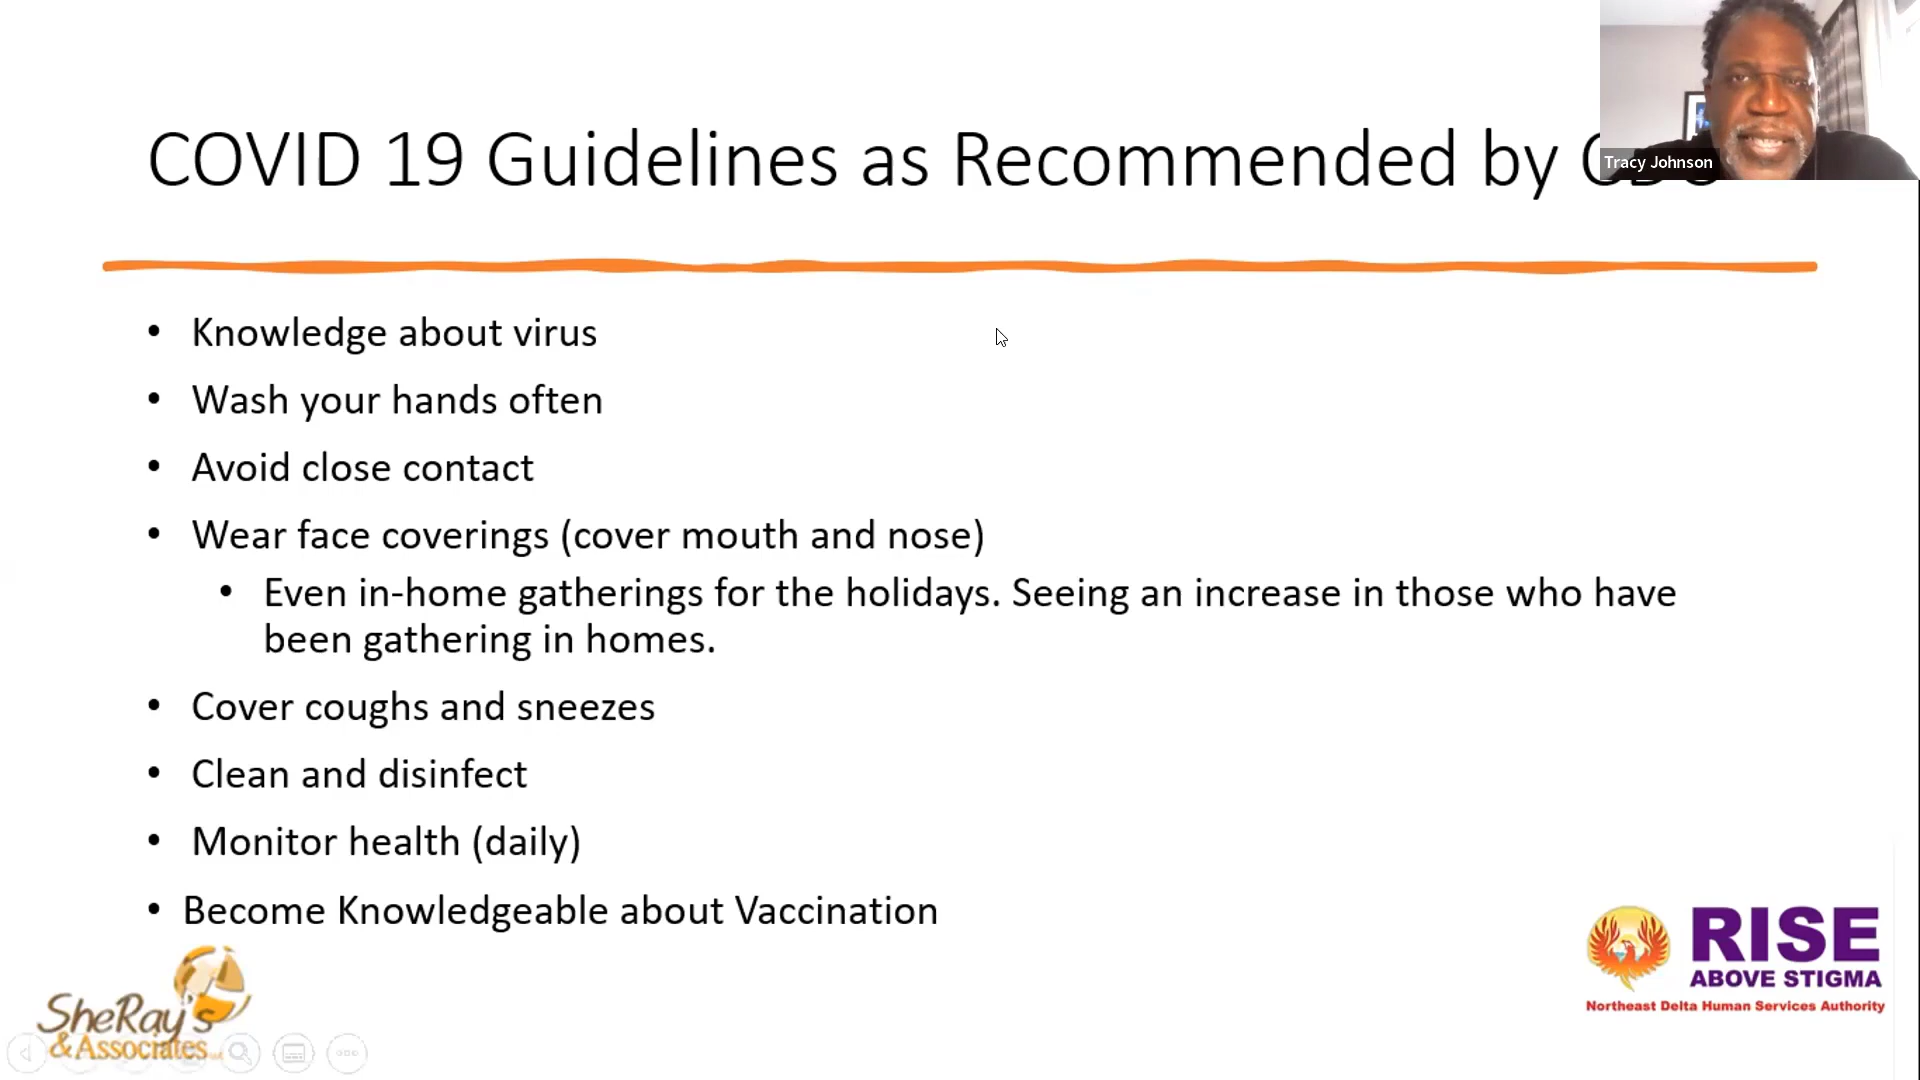 COVID 19 Guidelines as Recommended by
Tracy Johnson
• Knowledge about virus
• Wash your hands often
• Avoid close contact
• Wear face coverings (cover mouth and nose)
• Even in-home gatherings for the holidays. Seeing an increase in those who have
been gathering in homes.
• Cover coughs and sneezes
• Clean and disinfect
• Monitor health (daily)
• Become Knowledgeable about Vaccination
SheRay's
& Associates
RISE
ABOVE STIGMA
Northeast Delta Human Services Authority